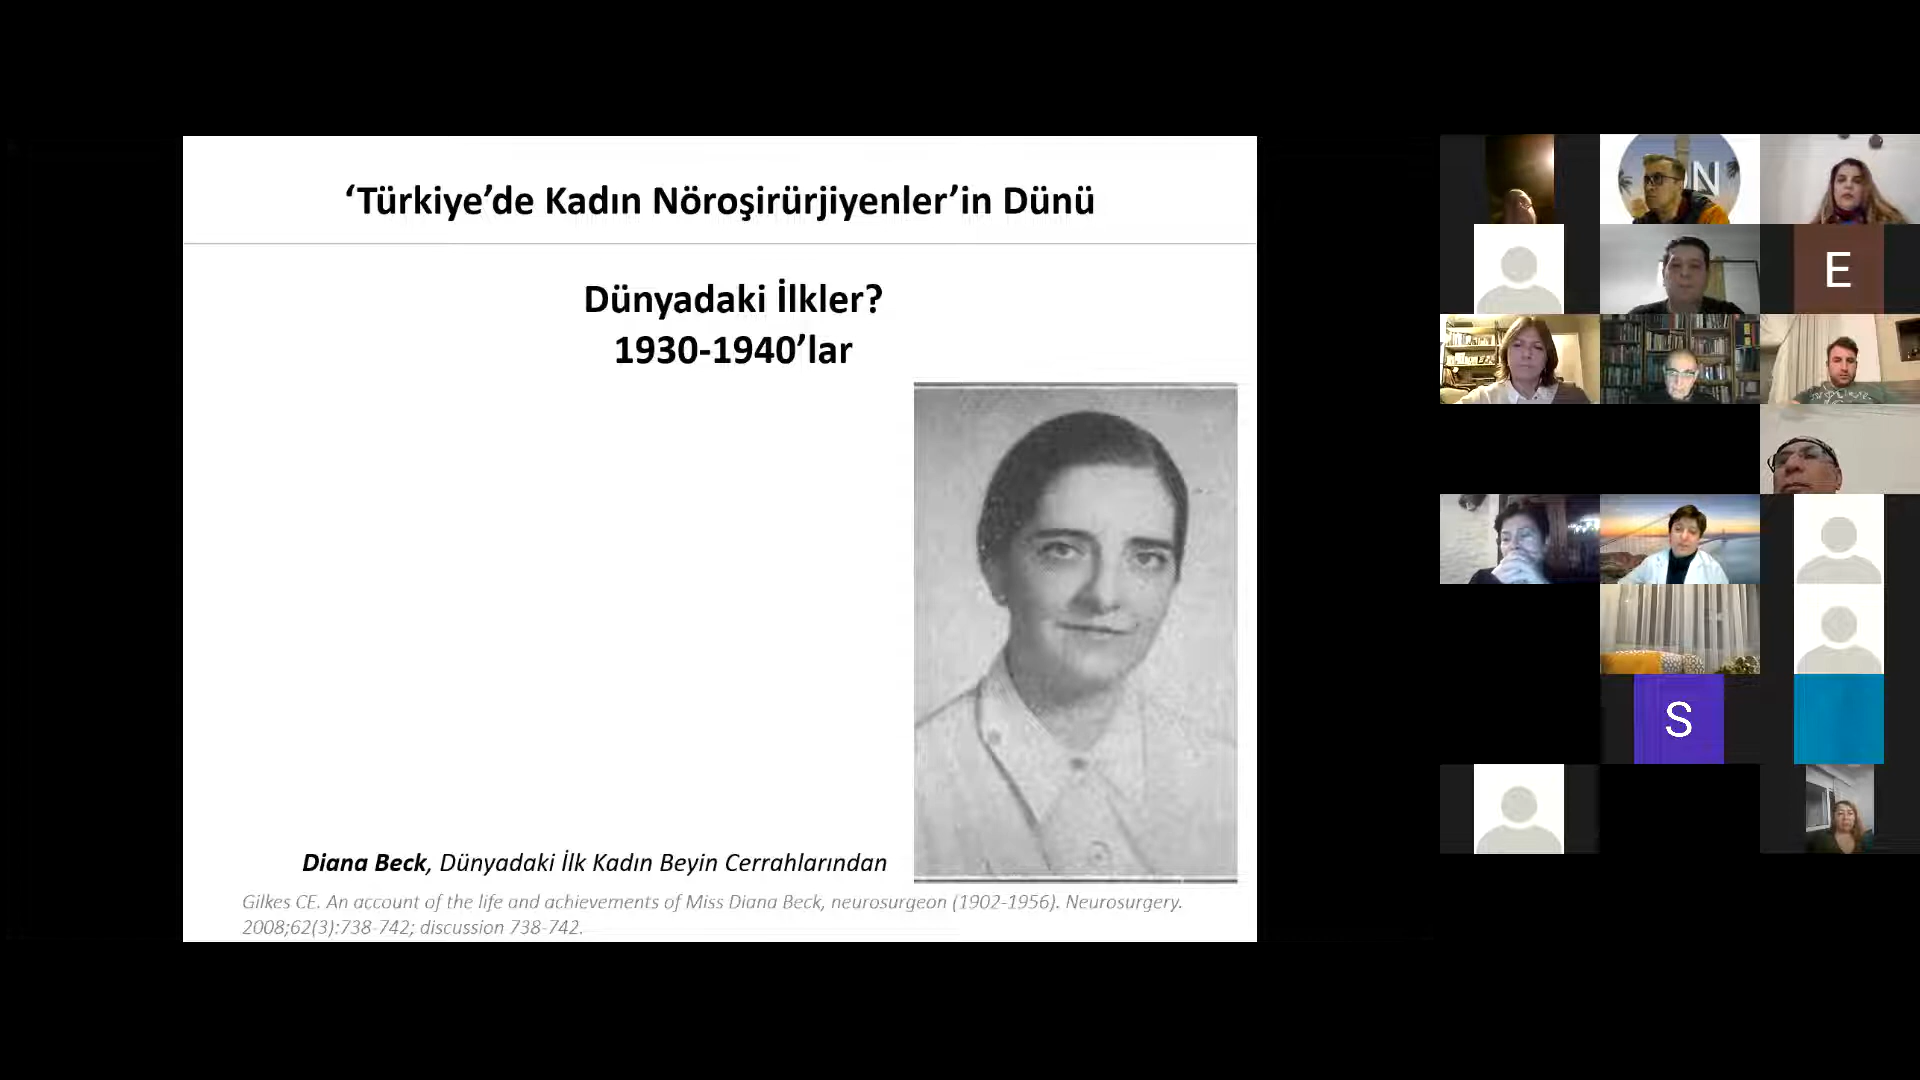 ‘Türkiye’de Kadın Nöroşirürjiyenler’in Dünü
Dünyadaki İlkler?
1930-1940’lar
Diana Beck, Dünyadaki İlk Kadın Beyin Cerrahlarından
Gilkes CE. An account of the life and achievements of Miss Diana Beck, neurosurgeon (1902-1956). Neurosurgery.
2008;62(3):738-742; discussion 738-742.
N
E
S